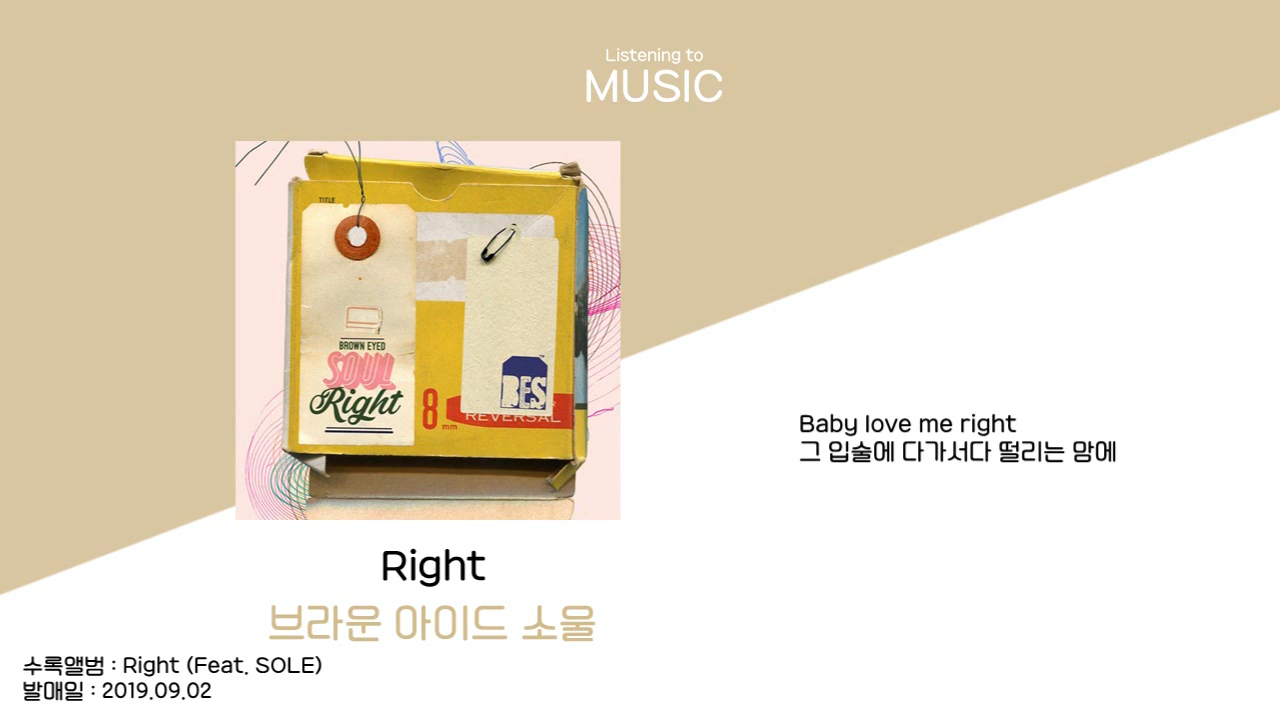 Listening to
MUSIC
TITLE
BROWN EYED
SOUL
Right
8
mm
REVERSAL
BES
Baby love me right
그 입술에 다가서다 떨리는 맘에
Right
브라운 아이드 소울
수록앨범 : Right (Feat. SOLE)
발매일 : 2019.09.02